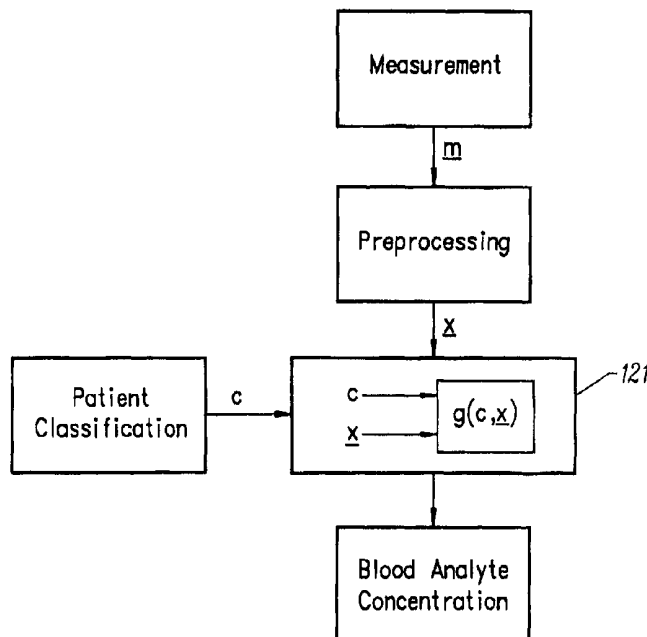 Measurement
m
Preprocessing
x
Patient
Classification
c
c
x
g(c,x)
121
Blood Analyte
Concentration